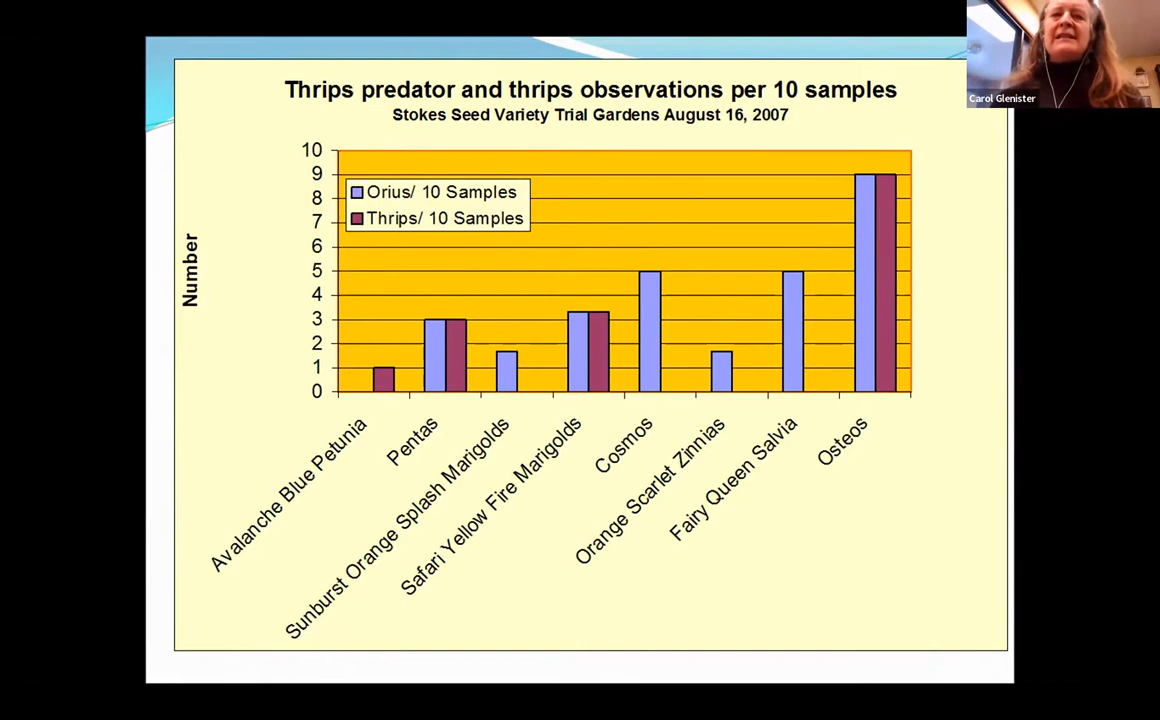 Thrips predator and thrips observations per 10 samples
Stokes Seed Variety Trial Gardens August 16, 2007
Carol Glenister
Number
10
9
8
7
6
5
4
3
2
1
0
Orius/ 10 Samples
Thrips/ 10 Samples
Avalanche Blue Petunia
Pentas
Sunburst Orange Splash Marigolds
Safari Yellow Fire Marigolds
Cosmos
Orange Scarlet Zinnias
Fairy Queen Salvia
Osteos